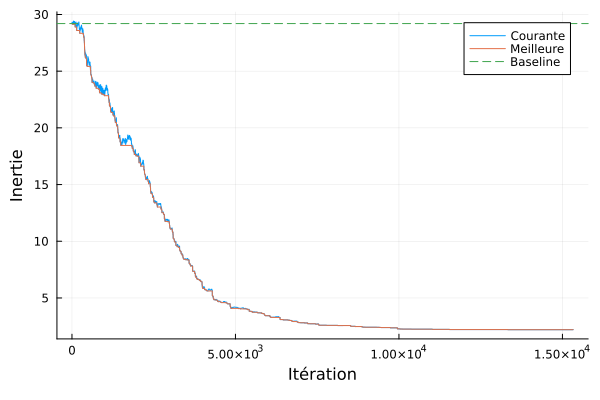 30
25
20
15
10
5
Inertie
Courante
Meilleure
Baseline
0
5.00×10³
1.00×10⁴
1.50×10⁴
Itération